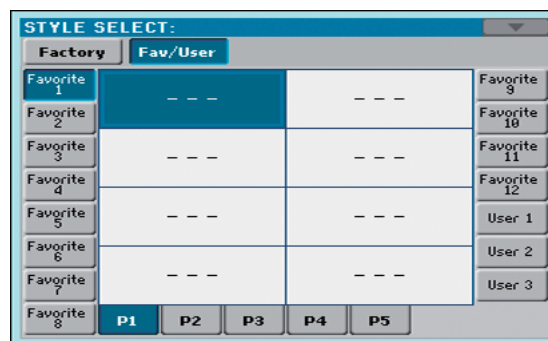 STYLE SELECT:
Factory Fav/User
Favorite 1
Favorite 2
Favorite 3
Favorite 4
Favorite 5
Favorite 6
Favorite 7
Favorite 8
- - - - - -
- - - - - -
- - - - - -
- - - - - -
Favorite 9
Favorite 10
Favorite 11
Favorite 12
User 1
User 2
User 3
P1 P2 P3 P4 P5